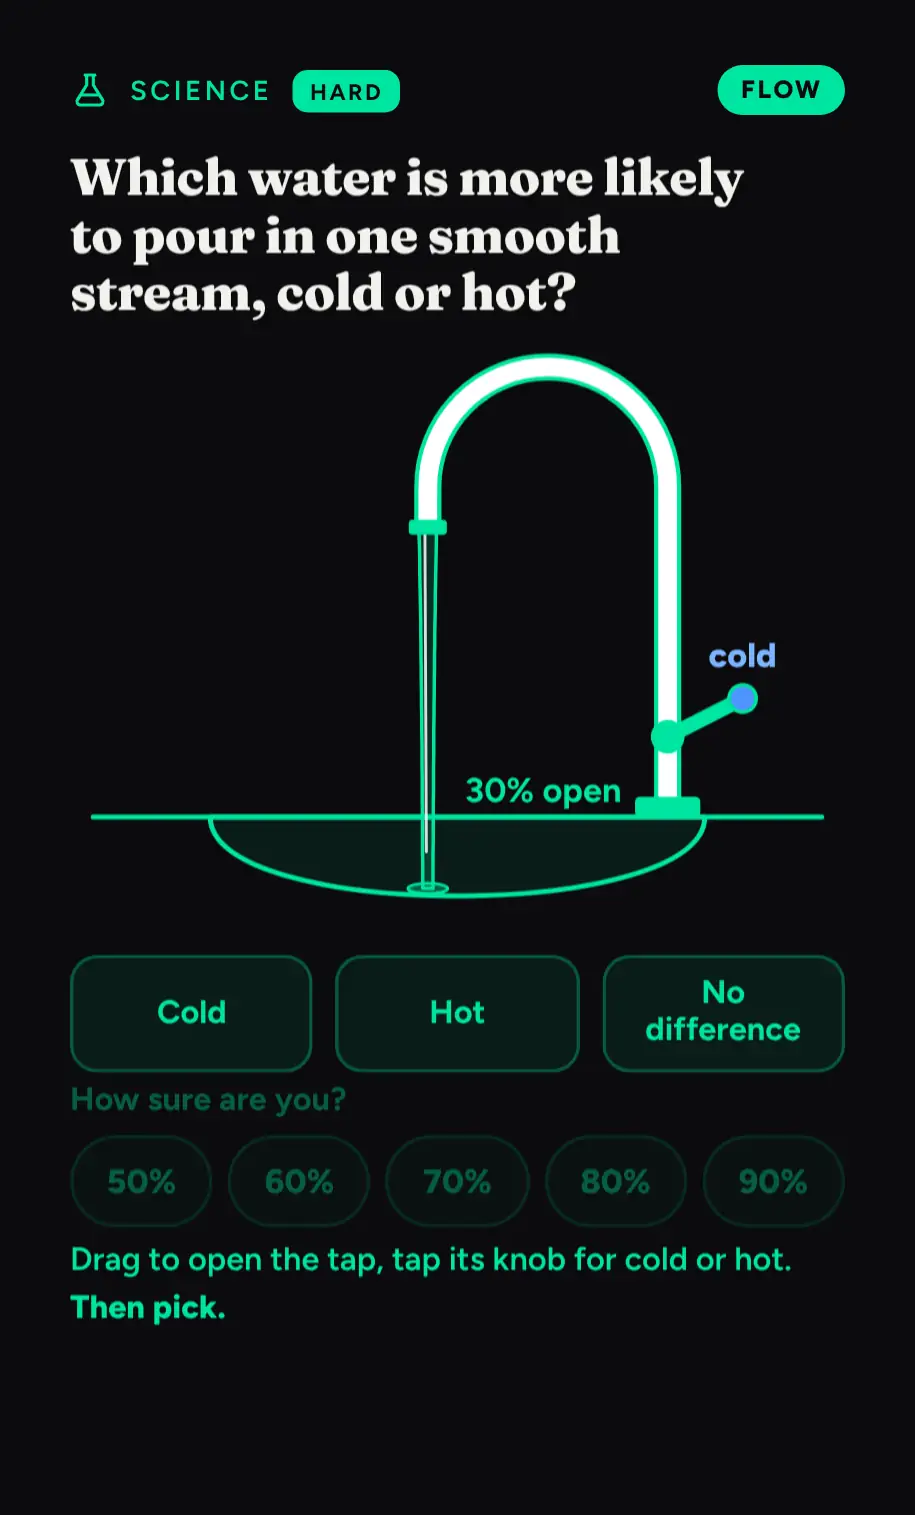 SCIENCE HARD FLOW
Which water is more likely
to pour in one smooth
stream, cold or hot?
cold
30% open
Cold Hot No difference
How sure are you?
50% 60% 70% 80% 90%
Drag to open the tap, tap its knob for cold or hot.
Then pick.